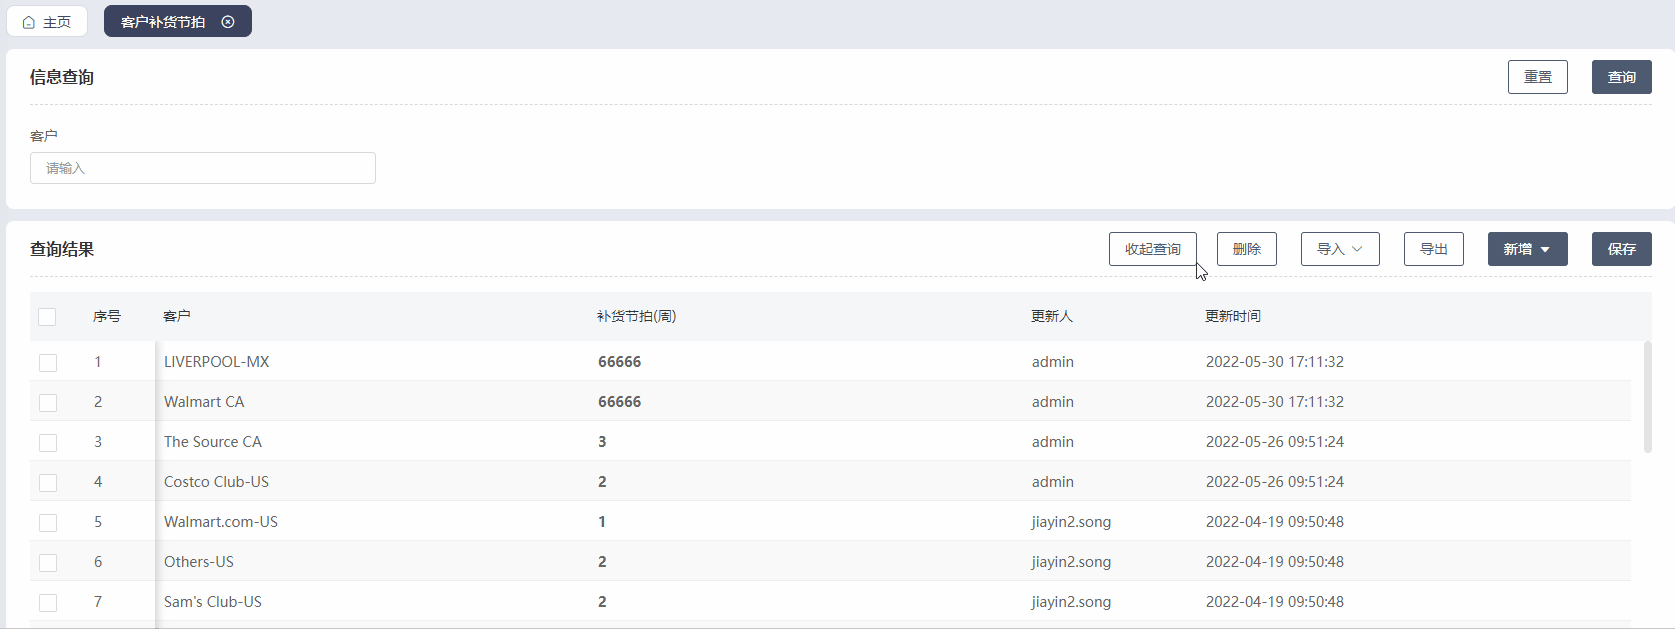 主页 客户补货节拍
信息查询 重置 查询
客户
请输入
查询结果 收起查询 删除 导入 导出 新增 保存
序号 客户 补货节拍(周) 更新人 更新时间
1 LIVERPOOL-MX 66666 admin 2022-05-30 17:11:32
2 Walmart CA 66666 admin 2022-05-30 17:11:32
3 The Source CA 3 admin 2022-05-26 09:51:24
4 Costco Club-US 2 admin 2022-05-26 09:51:24
5 Walmart.com-US 1 jiayin2.song 2022-04-19 09:50:48
6 Others-US 2 jiayin2.song 2022-04-19 09:50:48
7 Sam's Club-US 2 jiayin2.song 2022-04-19 09:50:48